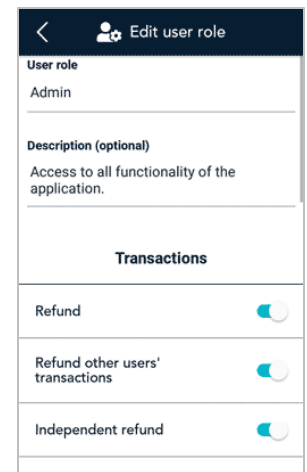 Edit user role
User role
Admin
Description (optional)
Access to all functionality of the
application.
Transactions
Refund
Refund other users'
transactions
Independent refund